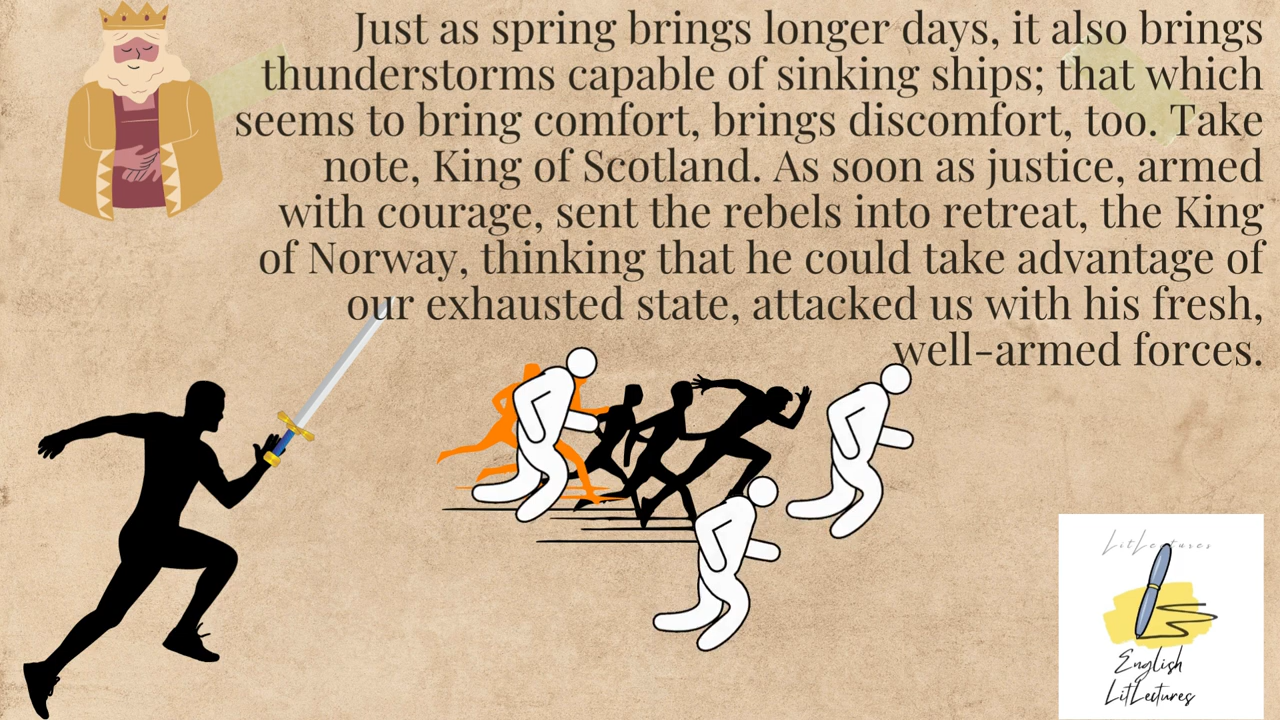 Just as spring brings longer days, it also brings
thunderstorms capable of sinking ships; that which
seems to bring comfort, brings discomfort, too. Take
note, King of Scotland. As soon as justice, armed
with courage, sent the rebels into retreat, the King
of Norway, thinking that he could take advantage of
our exhausted state, attacked us with his fresh,
well-armed forces.
LitLectures
English
LitLectures